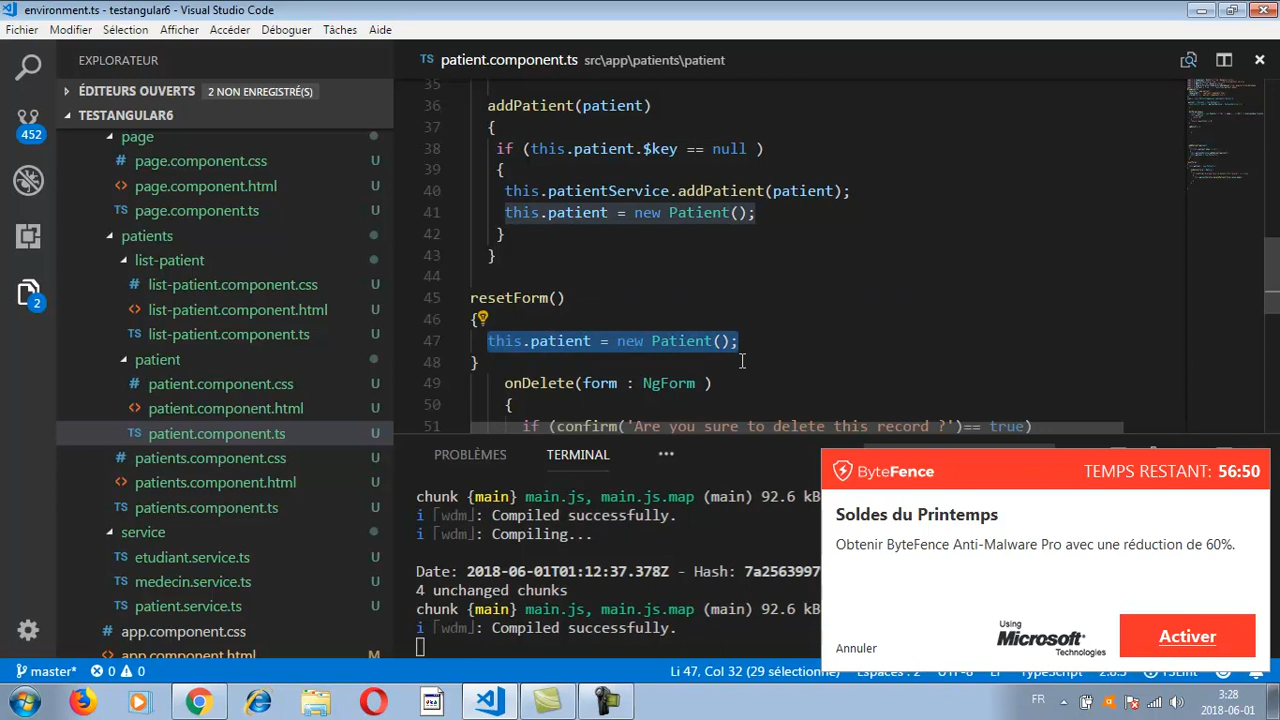 environment.ts - testangular6 - Visual Studio Code
Fichier Modifier Sélection Afficher Accéder Déboguer Tâches Aide
EXPLORATEUR
ÉDITEURS OUVERTS 2 NON ENREGISTRÉ(S)
TESTANGULAR6
page
page.component.css U
page.component.html U
page.component.ts U
patients
list-patient
list-patient.component.css U
list-patient.component.html U
list-patient.component.ts U
patient
patient.component.css U
patient.component.html U
patient.component.ts U
patients.component.css U
patients.component.html U
patients.component.ts U
service
etudiant.service.ts U
medecin.service.ts U
patient.service.ts U
app.component.css U
app.component.html M
452
2
TS patient.component.ts src\app\patients\patient
35
36 addPatient(patient)
37 {
38 if (this.patient.$key == null )
39 {
40 this.patientService.addPatient(patient);
41 this.patient = new Patient();
42 }
43 }
44
45 resetForm()
46 {
47 this.patient = new Patient();
48 }
49 onDelete(form : NgForm )
50 {
51 if (confirm('Are you sure to delete this record ?')== true)
PROBLÈMES TERMINAL ...
chunk {main} main.js, main.js.map (main) 92.6 kB
i ｢wdm｣: Compiled successfully.
i ｢wdm｣: Compiling...
Date: 2018-06-01T01:12:37.378Z - Hash: 7a2563997
4 unchanged chunks
chunk {main} main.js, main.js.map (main) 92.6 kB
i ｢wdm｣: Compiled successfully.
ByteFence TEMPS RESTANT: 56:50
Soldes du Printemps
Obtenir ByteFence Anti-Malware Pro avec une réduction de 60%.
Using
Microsoft
Technologies
Annuler
Activer
master* 0 0 Li 47, Col 32 (29 sélectionné)
FR 3:28
2018-06-01